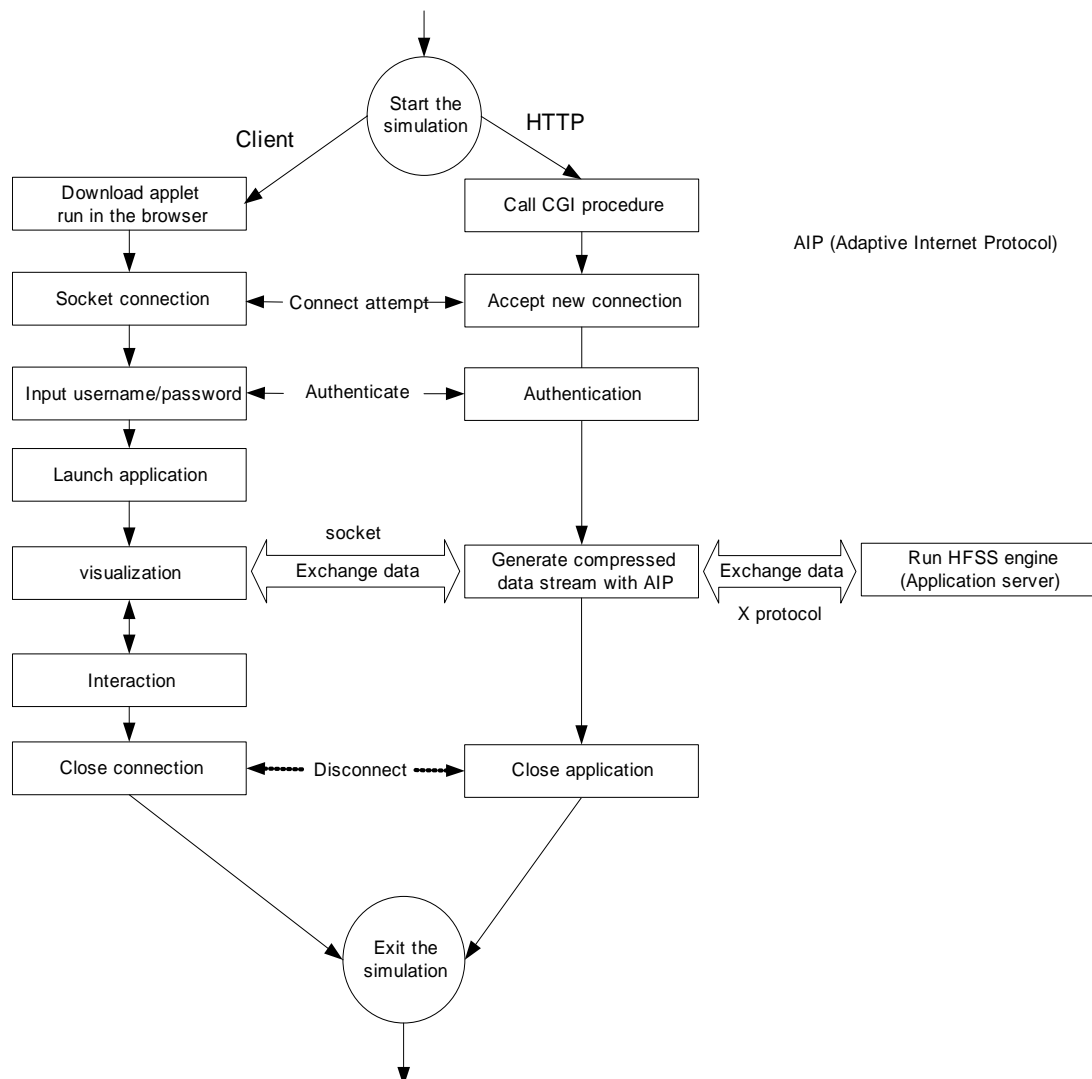 Start the
simulation
Client
HTTP
Download applet
run in the browser
Call CGI procedure
AIP (Adaptive Internet Protocol)
Socket connection
Connect attempt
Accept new connection
Input username/password
Authenticate
Authentication
Launch application
socket
visualization
Exchange data
Generate compressed
data stream with AIP
Exchange data
X protocol
Run HFSS engine
(Application server)
Interaction
Close connection
Disconnect
Close application
Exit the
simulation